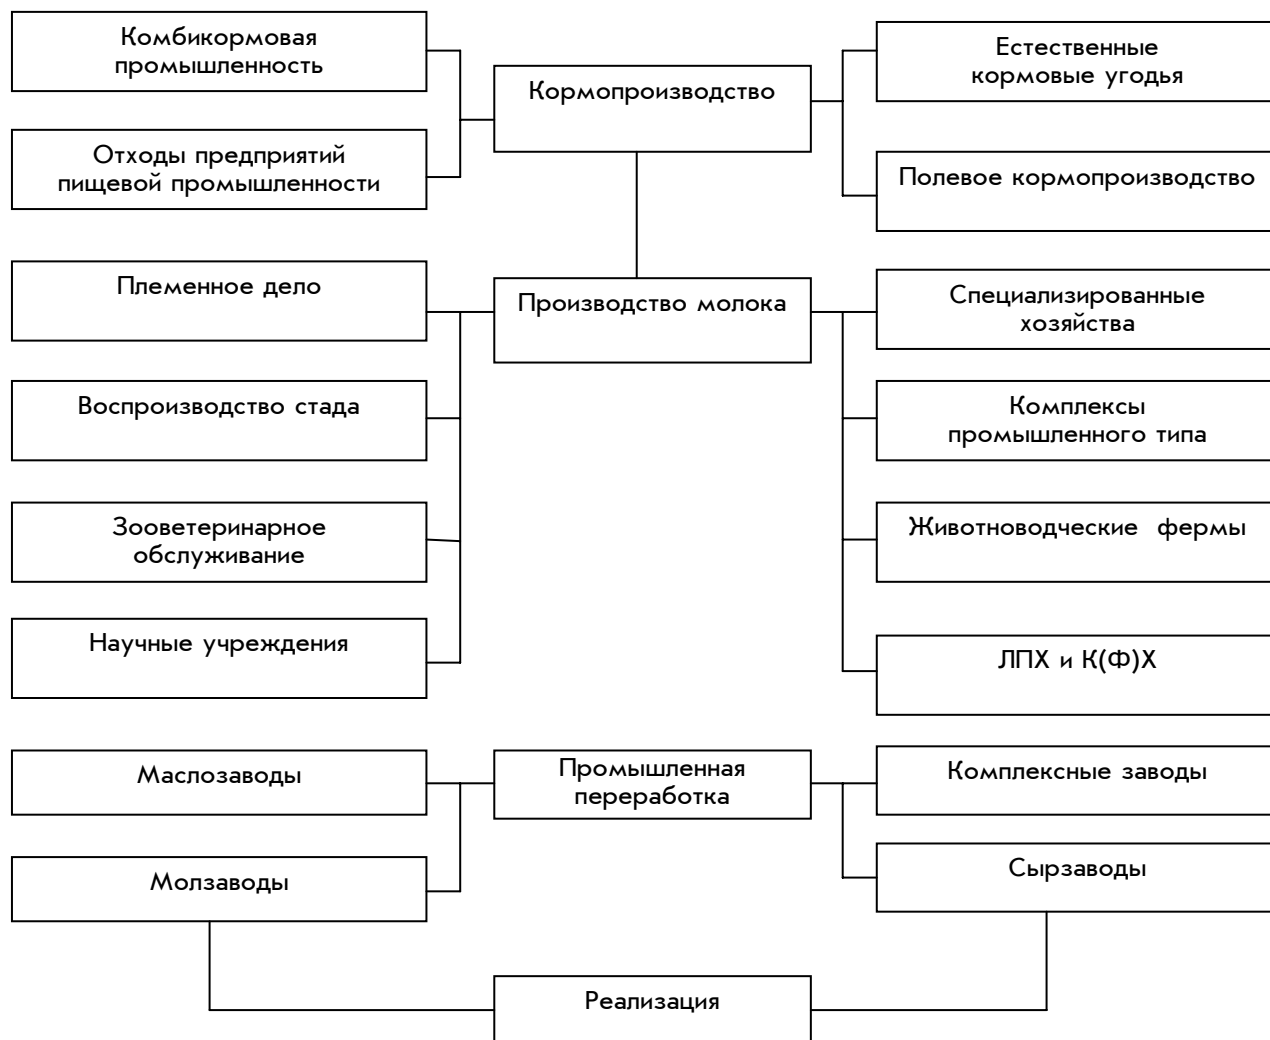 Комбикормовая
промышленность
Кормопроизводство
Естественные
кормовые угодья
Отходы предприятий
пищевой промышленности
Полевое кормопроизводство
Племенное дело
Производство молока
Специализированные
хозяйства
Воспроизводство стада
Комплексы
промышленного типа
Зооветеринарное
обслуживание
Животноводческие фермы
Научные учреждения
ЛПХ и К(Ф)Х
Маслозаводы
Промышленная
переработка
Комплексные заводы
Молзаводы
Сырзаводы
Реализация